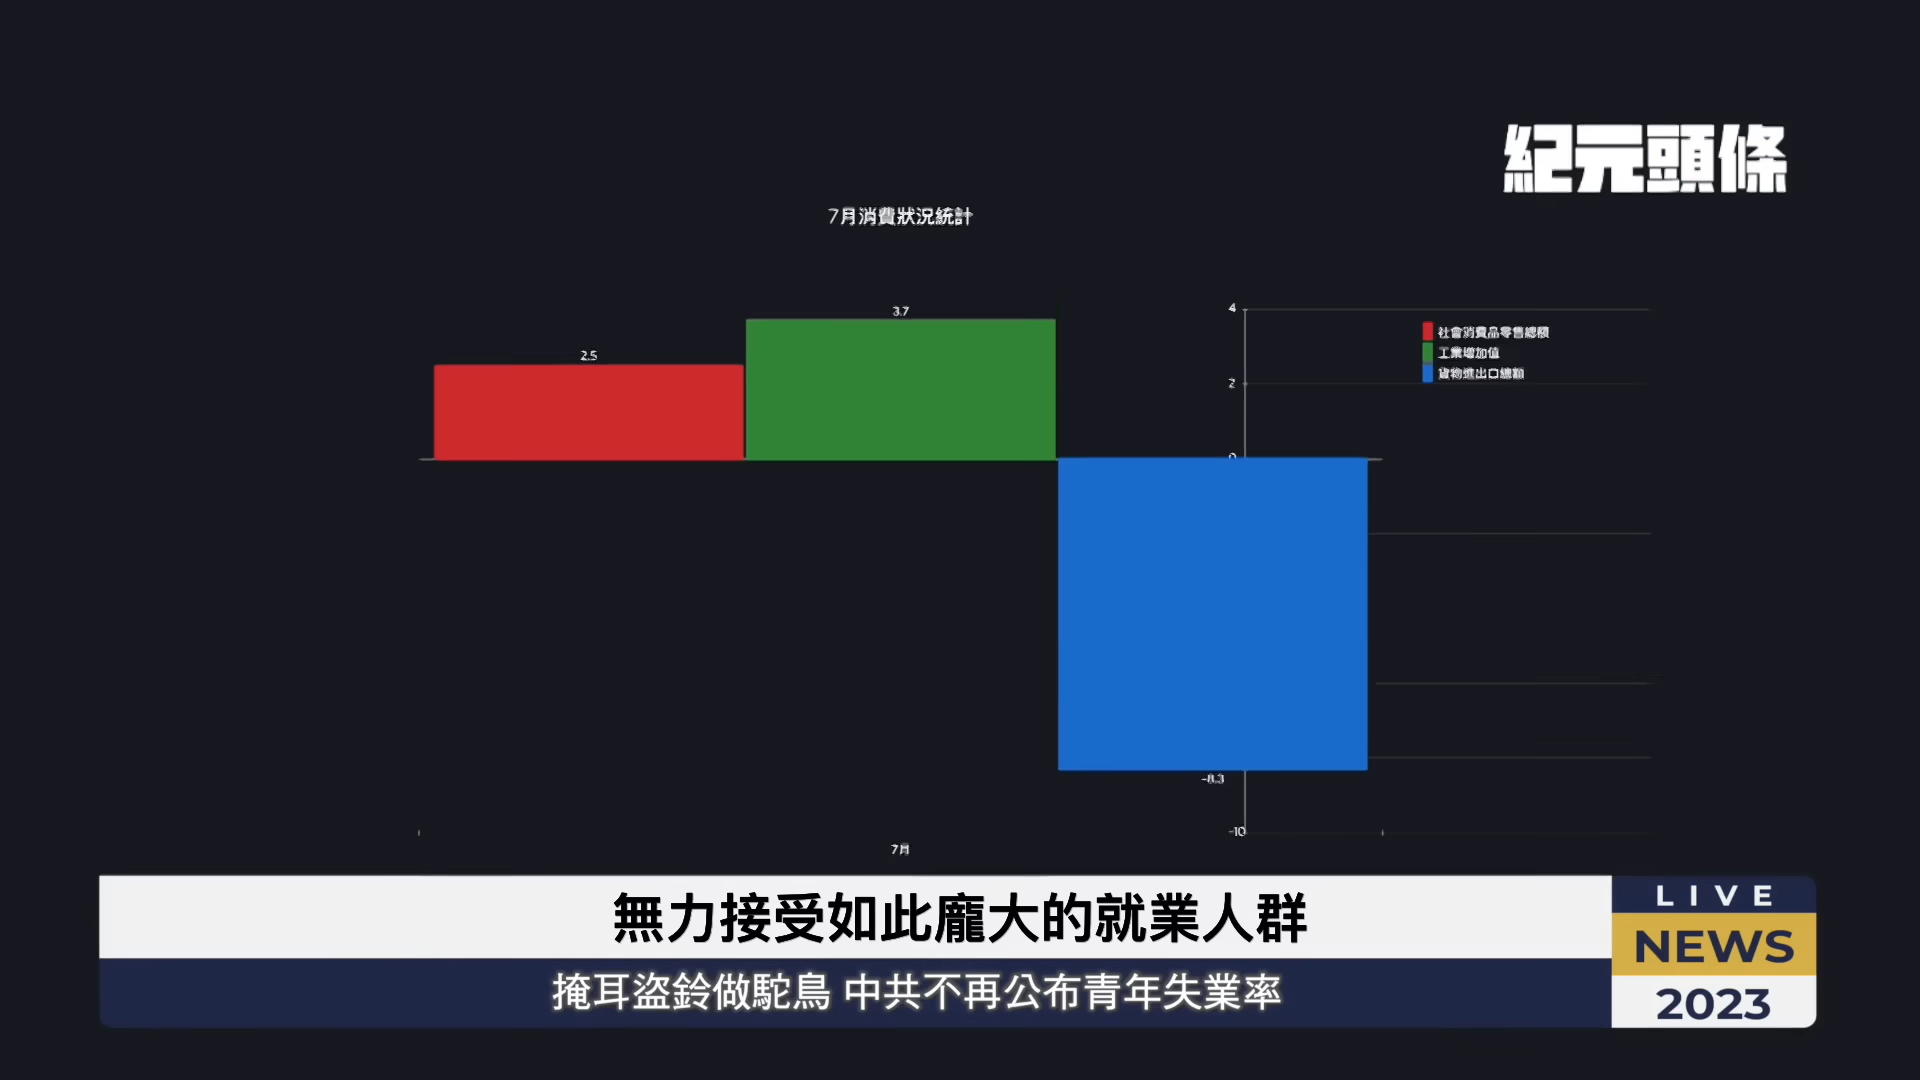 紀元頭條
7月消費狀況統計
3.7
2.5
4
2
0
社會消費品零售總額
工業增加值
貨物進出口總額
-8.3
-10
7月
無力接受如此龐大的就業人群
掩耳盜鈴做駝鳥 中共不再公布青年失業率
LIVE
NEWS
2023